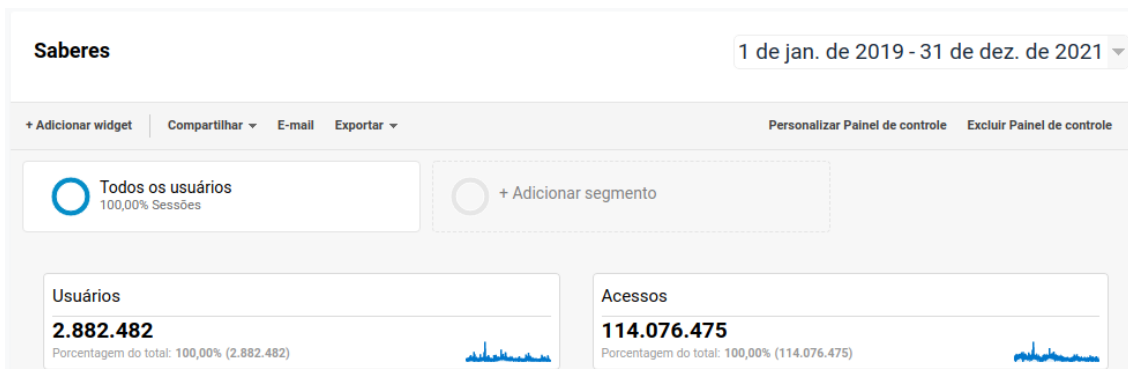 Saberes
1 de jan. de 2019 - 31 de dez. de 2021
+ Adicionar widget Compartilhar E-mail Exportar Personalizar Painel de controle Excluir Painel de controle
Todos os usuários
100,00% Sessões
+ Adicionar segmento
Usuários
2.882.482
Porcentagem do total: 100,00% (2.882.482)
Acessos
114.076.475
Porcentagem do total: 100,00% (114.076.475)